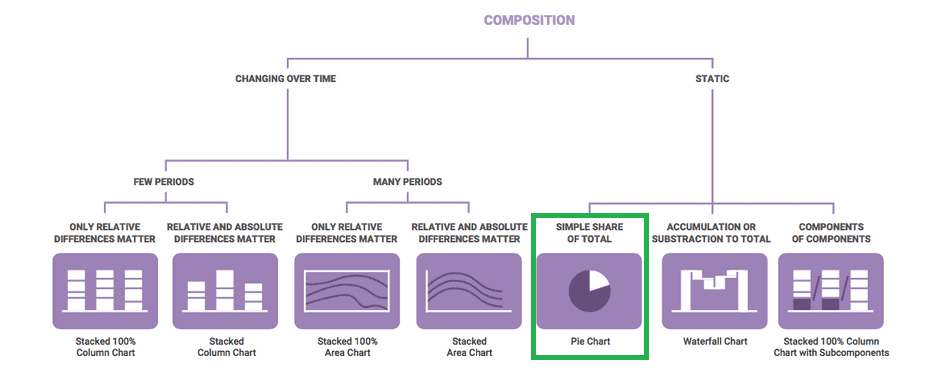 COMPOSITION
CHANGING OVER TIME
STATIC
FEW PERIODS
MANY PERIODS
ONLY RELATIVE
DIFFERENCES MATTER
RELATIVE AND ABSOLUTE
DIFFERENCES MATTER
ONLY RELATIVE
DIFFERENCES MATTER
RELATIVE AND ABSOLUTE
DIFFERENCES MATTER
SIMPLE SHARE
OF TOTAL
ACCUMULATION OR
SUBSTRACTION TO TOTAL
COMPONENTS
OF COMPONENTS
Stacked 100%
Column Chart
Stacked
Column Chart
Stacked 100%
Area Chart
Stacked
Area Chart
Pie Chart
Waterfall Chart
Stacked 100% Column
Chart with Subcomponents